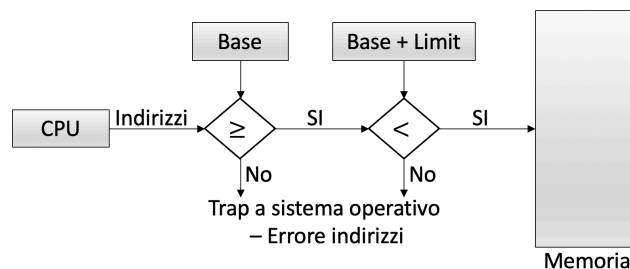 Base
Base + Limit
CPU
Indirizzi
≥
SI
<
SI
No
No
Trap a sistema operativo
– Errore indirizzi
Memoria